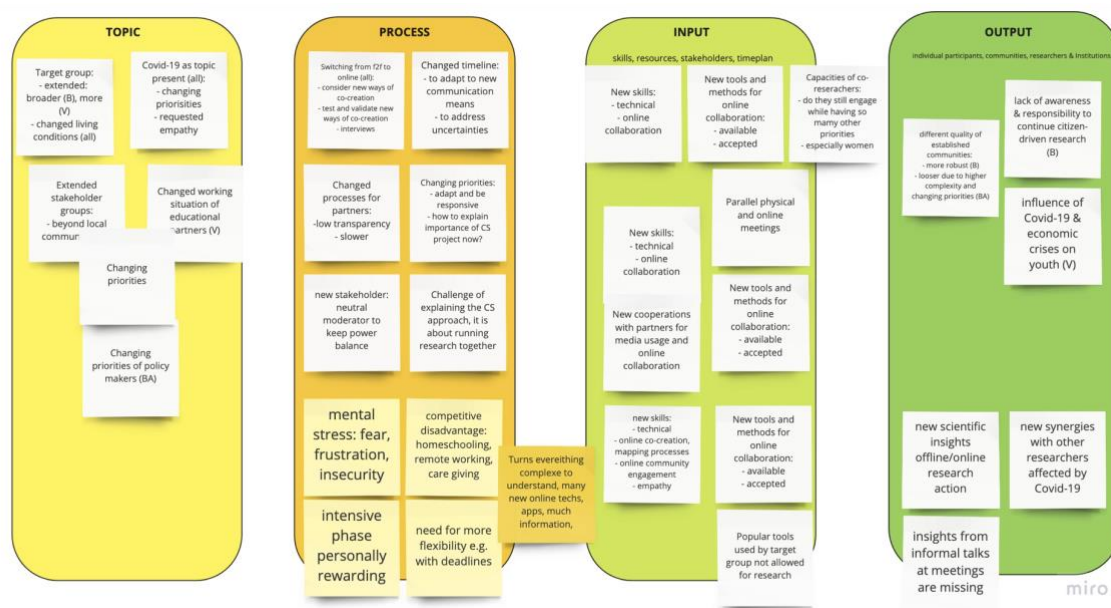 TOPIC
Target group:
- extended:
broader (B), more
(V)
- changed living
conditions (all)
Covid-19 as topic
present (all):
- changing
priorisities
- requested
empathy
Extended
stakeholder
groups:
- beyond local
Changed working
situation of
educational
partners (V)
Changing
priorities
Changing
priorities of policy
makers (BA)
PROCESS
Switching from f2f to
online (all):
- consider new ways of
co-creation
- test and validate new
ways of co-creation
- interviews
Changed timeline:
- to adapt to new
communication
means
- to address
uncertainties
Changed
processes for
partners:
-low transparency
- slower
Changing priorities:
- adapt and be
responsive
- how to explain
importance of CS
project now?
new stakeholder:
neutral
moderator to
keep power
balance
Challenge of
explaining the CS
approach, it is
about running
research together
mental
stress: fear,
frustration,
insecurity
competitive
disadvantage:
homeschooling,
remote working,
care giving
intensive
phase
personally
rewarding
need for more
flexibility e.g.
with deadlines
Turns evereithing
complexe to
understand, many
new online techs,
apps, much
information,
INPUT
skills, resources, stakeholders, timeplan
New skills:
- technical
- online
collaboration
New tools and
methods for
online
collaboration:
- available
- accepted
Capacities of co-
reserachers:
- do they still engage
while having so
mamy other
priorities
- especially women
New skills:
- technical
- online
collaboration
Parallel physical
and online
meetings
New cooperations
with partners for
media usage and
online
collaboration
New tools and
methods for
online
collaboration:
- available
- accepted
new skills:
- technical
- online co-creation,
mapping processes
- online community
engagement
- empathy
New tools and
methods for
online
collaboration:
- available
- accepted
Popular tools
used by target
group not allowed
for research
OUTPUT
individual participants, communities, researchers & Institutions
different quality of
established
communities:
- more robust (B)
- looser due to higher
complexity and
changing priorities (BA)
lack of awareness
& responsibility to
continue citizen-
driven research
(B)
influence of
Covid-19 &
economic
crises on
youth (V)
new scientific
insights
offline/online
research
action
new synergies
with other
researchers
affected by
Covid-19
insights from
informal talks
at meetings
are missing
miro